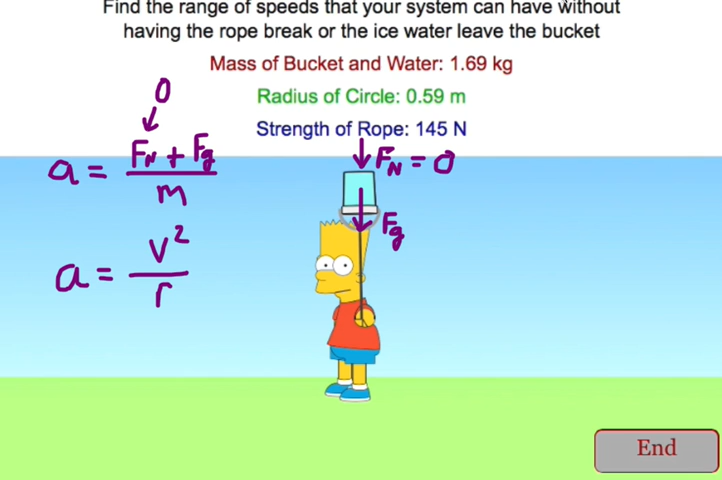 Find the range of speeds that your system can have without
having the rope break or the ice water leave the bucket
Mass of Bucket and Water: 1.69 kg
Radius of Circle: 0.59 m
Strength of Rope: 145 N
0
↓
a = (F_N + F_g) / m
F_N = 0
F_g
a = v² / r
End